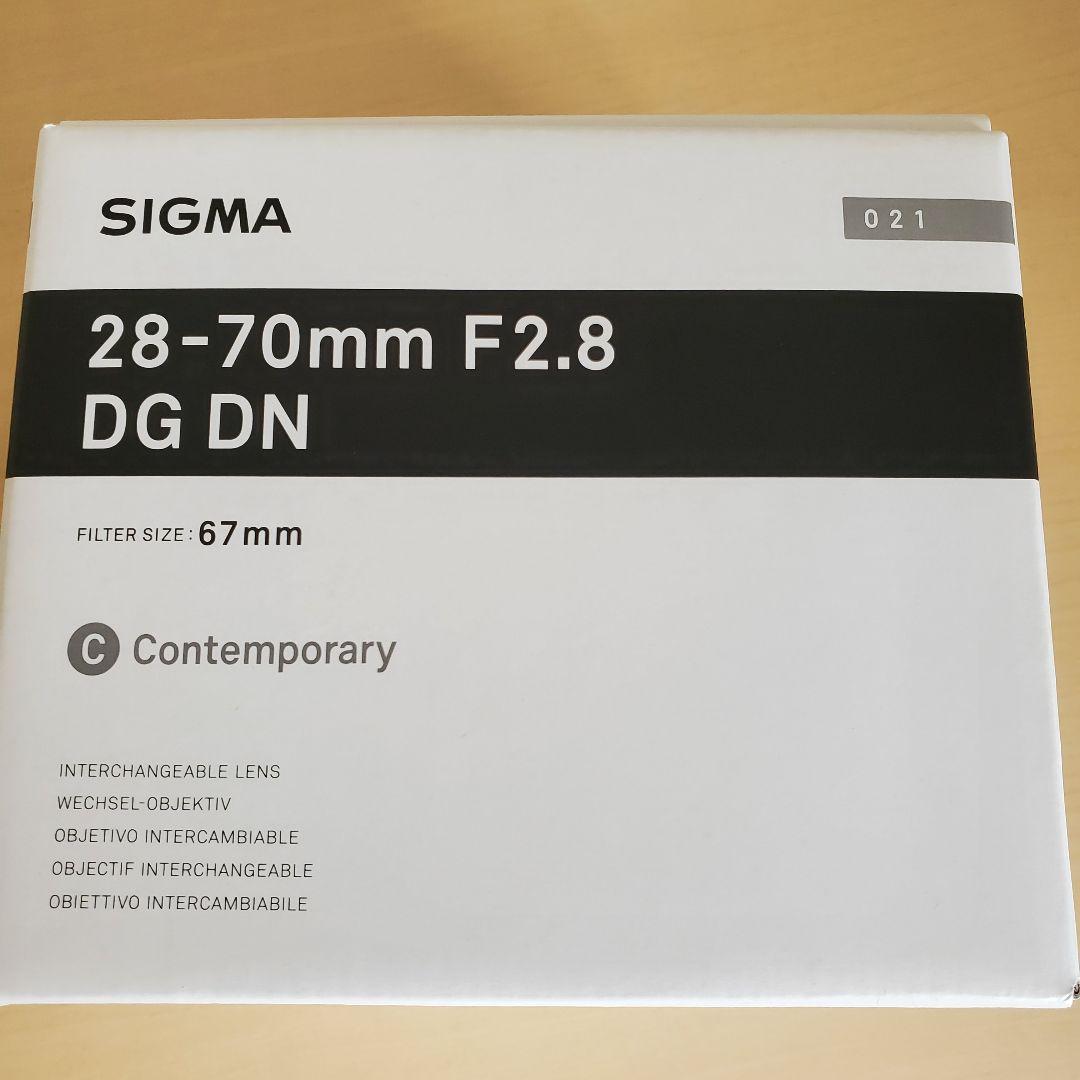 SIGMA
021
28-70mm F2.8
DG DN
FILTER SIZE: 67mm
C Contemporary
INTERCHANGEABLE LENS
WECHSEL-OBJEKTIV
OBJETIVO INTERCAMBIABLE
OBJECTIF INTERCHANGEABLE
OBIETTIVO INTERCAMBIABILE